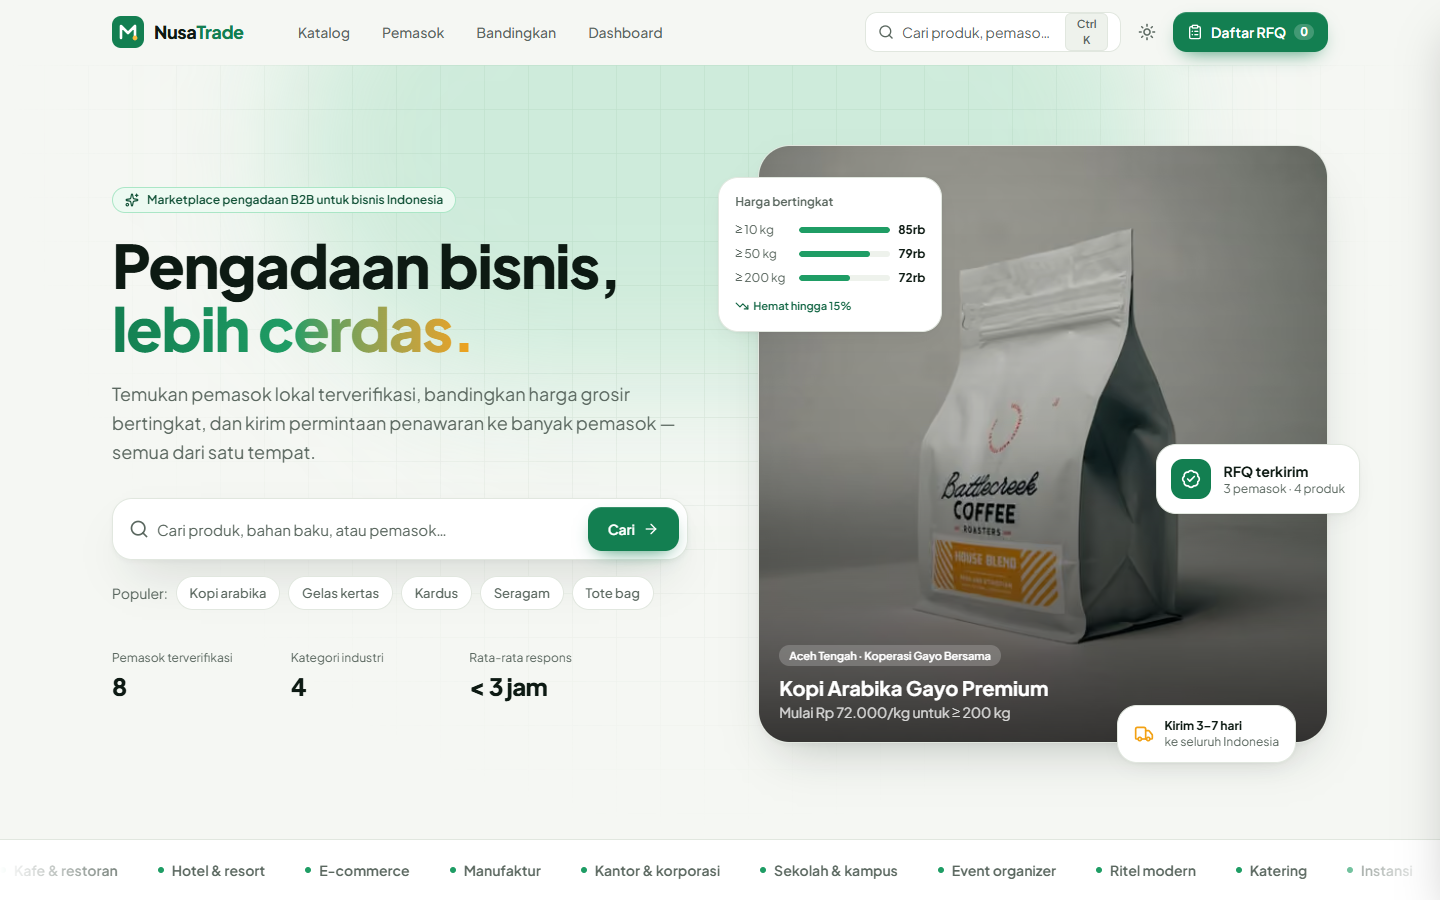 NusaTrade
Katalog
Pemasok
Bandingkan
Dashboard
Cari produk, pemaso...
Ctrl
K
Daftar RFQ 0
Marketplace pengadaan B2B untuk bisnis Indonesia
Pengadaan bisnis,
lebih cerdas.
Temukan pemasok lokal terverifikasi, bandingkan harga grosir
bertingkat, dan kirim permintaan penawaran ke banyak pemasok —
semua dari satu tempat.
Cari produk, bahan baku, atau pemasok...
Cari
Populer:
Kopi arabika
Gelas kertas
Kardus
Seragam
Tote bag
Pemasok terverifikasi
8
Kategori industri
4
Rata-rata respons
< 3 jam
Harga bertingkat
≥ 10 kg 85rb
≥ 50 kg 79rb
≥ 200 kg 72rb
Hemat hingga 15%
Battlecreek
COFFEE
ROASTERS
HOUSE BLEND
RFQ terkirim
3 pemasok · 4 produk
Aceh Tengah · Koperasi Gayo Bersama
Kopi Arabika Gayo Premium
Mulai Rp 72.000/kg untuk ≥ 200 kg
Kirim 3–7 hari
ke seluruh Indonesia
Kafe & restoran
Hotel & resort
E-commerce
Manufaktur
Kantor & korporasi
Sekolah & kampus
Event organizer
Ritel modern
Katering
Instansi